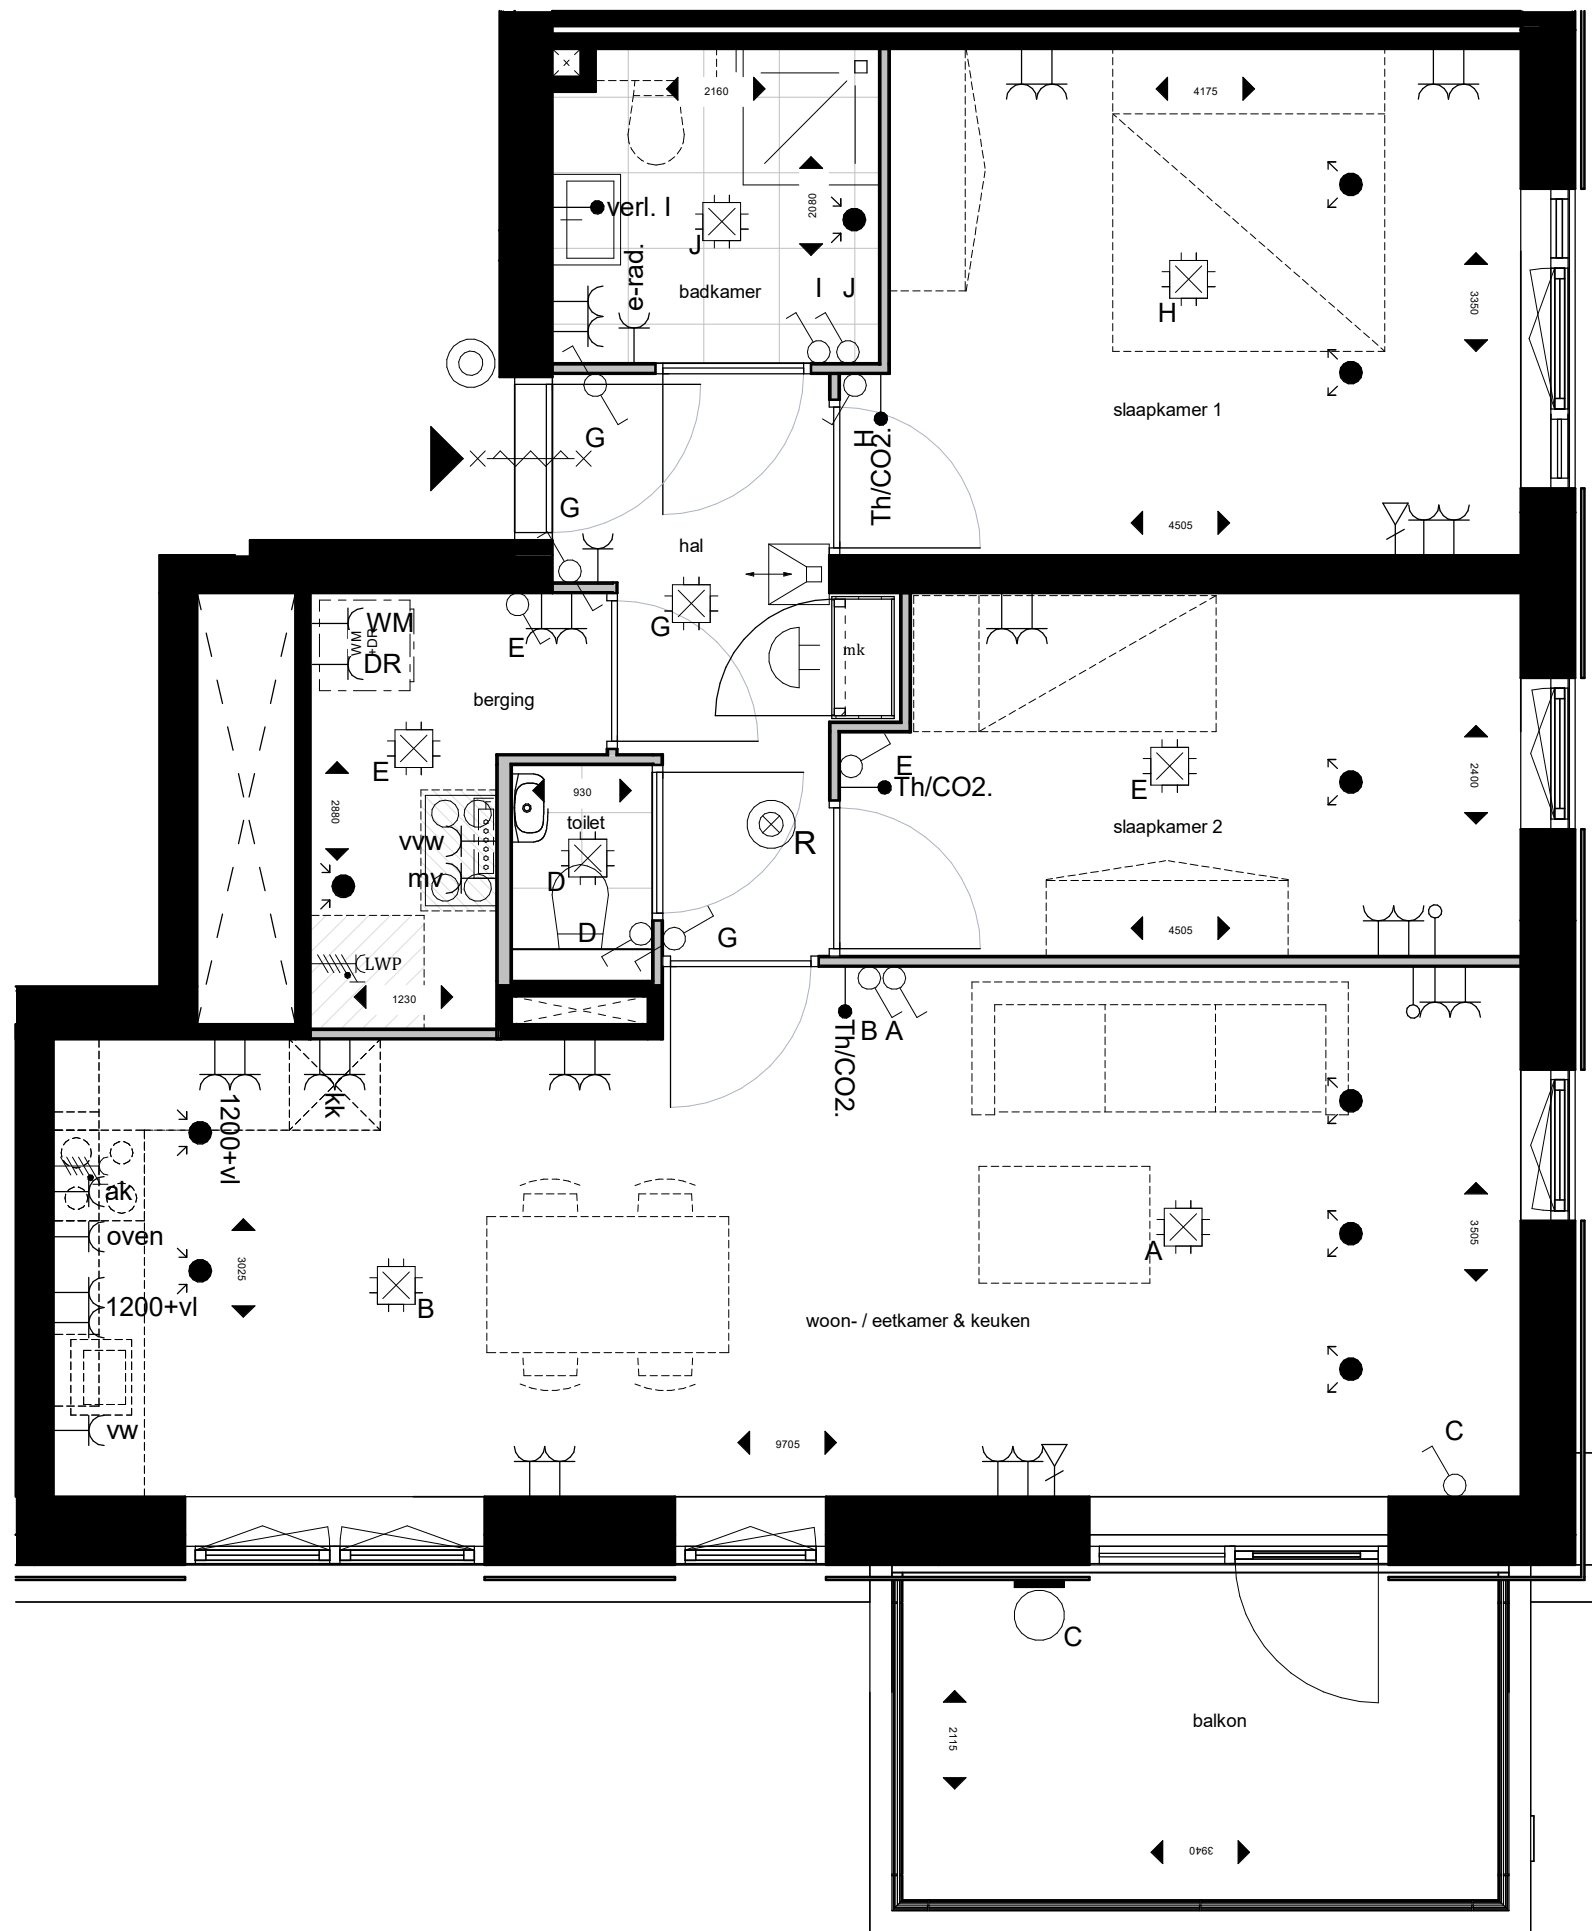 2160
4175
2080
verl. I
J
e-rad.
badkamer
I J
H
3350
slaapkamer 1
G
H
Th/CO2.
G
4505
hal
WM
WM
+DR
DR
E
G
mk
berging
E
2880
930
toilet
R
vvw
mv
D
D
G
E
Th/CO2.
E
2400
slaapkamer 2
4505
LWP
1230
B A
Th/CO2.
1200+vl
kk
ak
oven
3025
1200+vl
B
A
3505
woon- / eetkamer & keuken
vw
9705
C
C
balkon
2115
3940